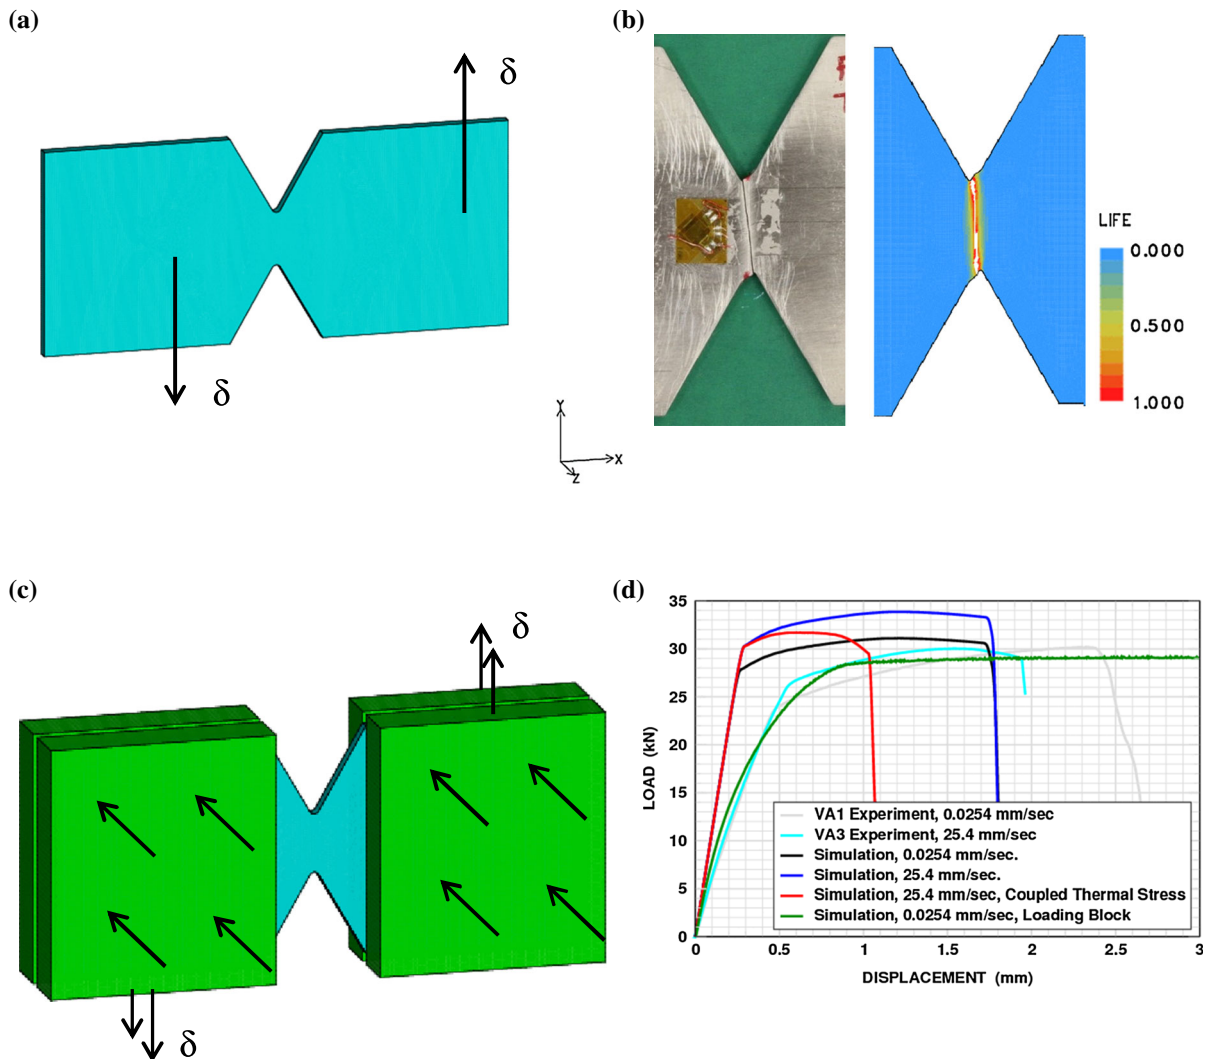 (a)
δ
δ
Y
X
Z
(b)
LIFE
0.000
0.500
1.000
(c)
δ
δ
(d)
LOAD (kN)
35
30
25
20
15
10
5
0
0 0.5 1 1.5 2 2.5 3
DISPLACEMENT (mm)
VA1 Experiment, 0.0254 mm/sec
VA3 Experiment, 25.4 mm/sec
Simulation, 0.0254 mm/sec.
Simulation, 25.4 mm/sec.
Simulation, 25.4 mm/sec, Coupled Thermal Stress
Simulation, 0.0254 mm/sec, Loading Block